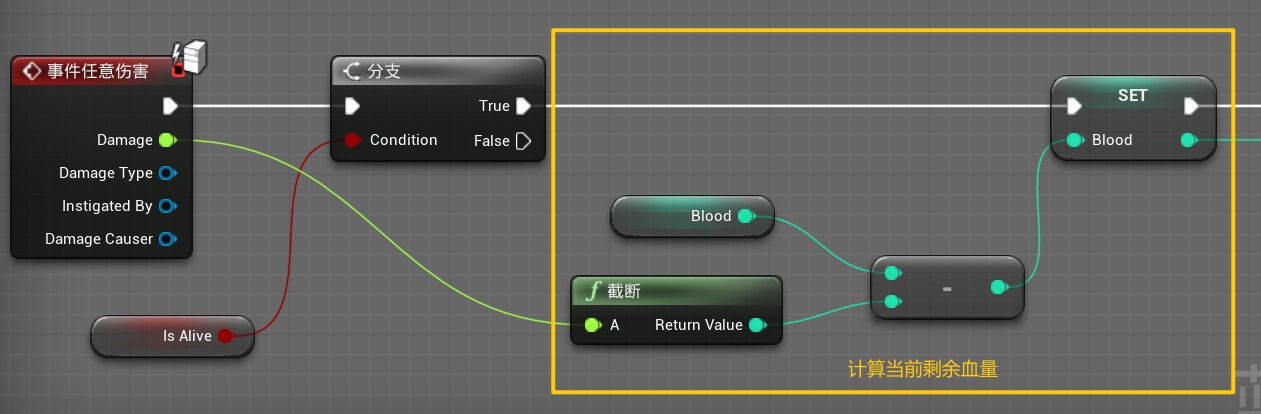 事件任意伤害
Damage
Damage Type
Instigated By
Damage Causer
分支
True
Condition
False
Is Alive
SET
Blood
Blood
f 截断
A
Return Value
-
计算当前剩余血量